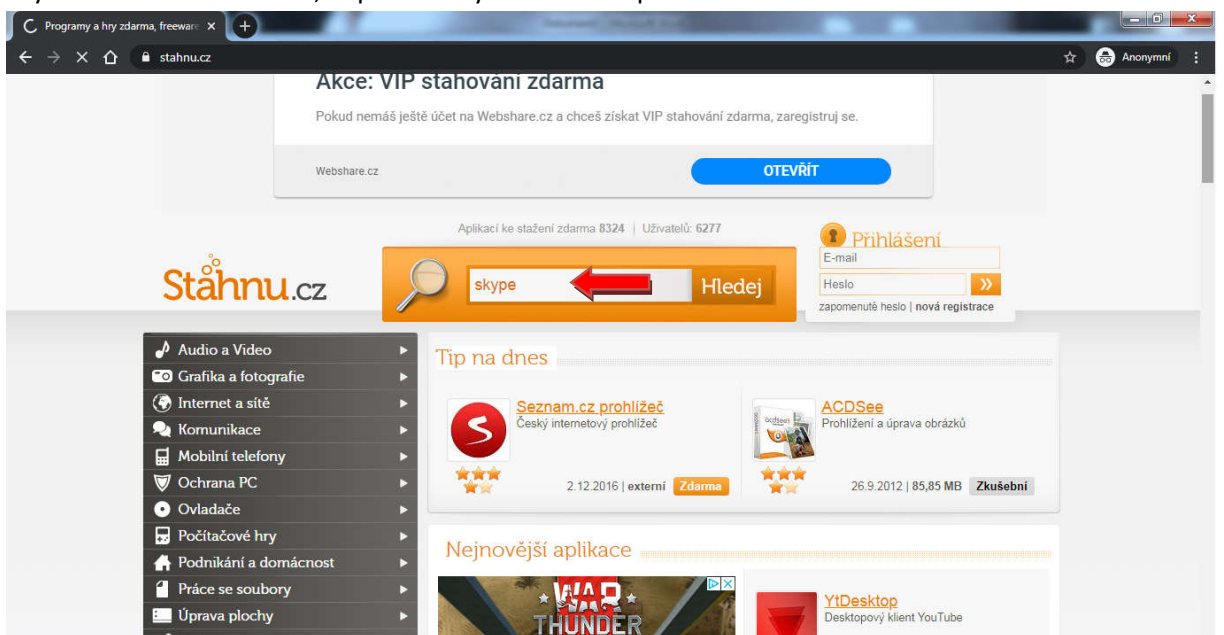 Programy a hry zdarma, freeware
stahnu.cz
Anonymní
Akce: VIP stahování zdarma
Pokud nemáš ještě účet na Webshare.cz a chceš získat VIP stahování zdarma, zaregistruj se.
Webshare.cz
OTEVŘÍT
Aplikací ke stažení zdarma 8324 | Uživatelů: 6277
Stáhnu.cz
skype
Hledej
Přihlášení
E-mail
Heslo
zapomenuté heslo | nová registrace
Audio a Video
Grafika a fotografie
Internet a sítě
Komunikace
Mobilní telefony
Ochrana PC
Ovladače
Počítačové hry
Podnikání a domácnost
Práce se soubory
Úprava plochy
Tip na dnes
Seznam.cz prohlížeč
Český internetový prohlížeč
2.12.2016 | externí Zdarma
ACDSee
Prohlížení a úprava obrázků
26.9.2012 | 85,85 MB Zkušební
Nejnovější aplikace
WAR
THUNDER
YtDesktop
Desktopový klient YouTube